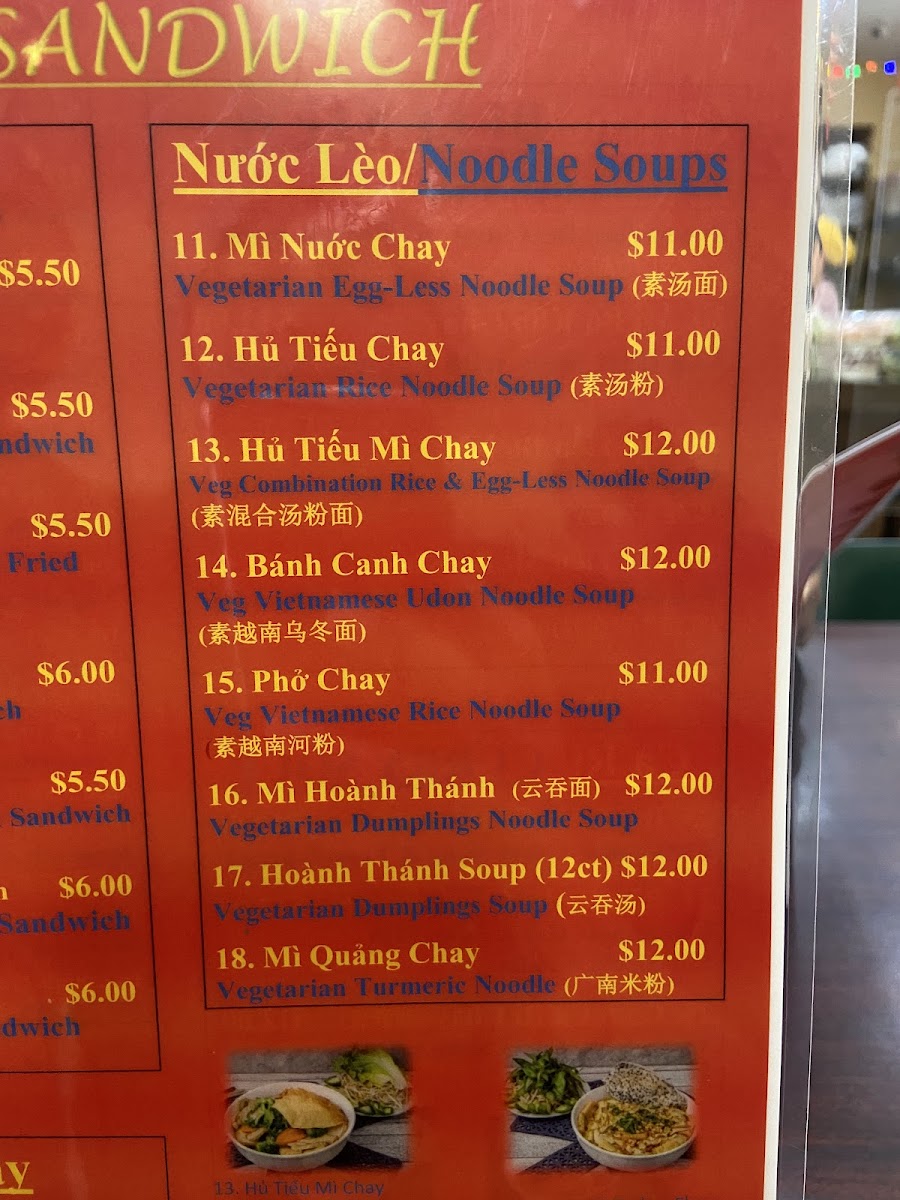 SANDWICH
$5.50
$5.50
ndwich
$5.50
Fried
$6.00
ch
$5.50
Sandwich
$6.00
Sandwich
$6.00
dwich
Nước Lèo/Noodle Soups
11. Mì Nuớc Chay $11.00
Vegetarian Egg-Less Noodle Soup (素汤面)
12. Hủ Tiếu Chay $11.00
Vegetarian Rice Noodle Soup (素汤粉)
13. Hủ Tiếu Mì Chay $12.00
Veg Combination Rice & Egg-Less Noodle Soup
(素混合汤粉面)
14. Bánh Canh Chay $12.00
Veg Vietnamese Udon Noodle Soup
(素越南乌冬面)
15. Phở Chay $11.00
Veg Vietnamese Rice Noodle Soup
(素越南河粉)
16. Mì Hoành Thánh (云吞面) $12.00
Vegetarian Dumplings Noodle Soup
17. Hoành Thánh Soup (12ct) $12.00
Vegetarian Dumplings Soup (云吞汤)
18. Mì Quảng Chay $12.00
Vegetarian Turmeric Noodle (广南米粉)
13. Hủ Tiếu Mì Chay